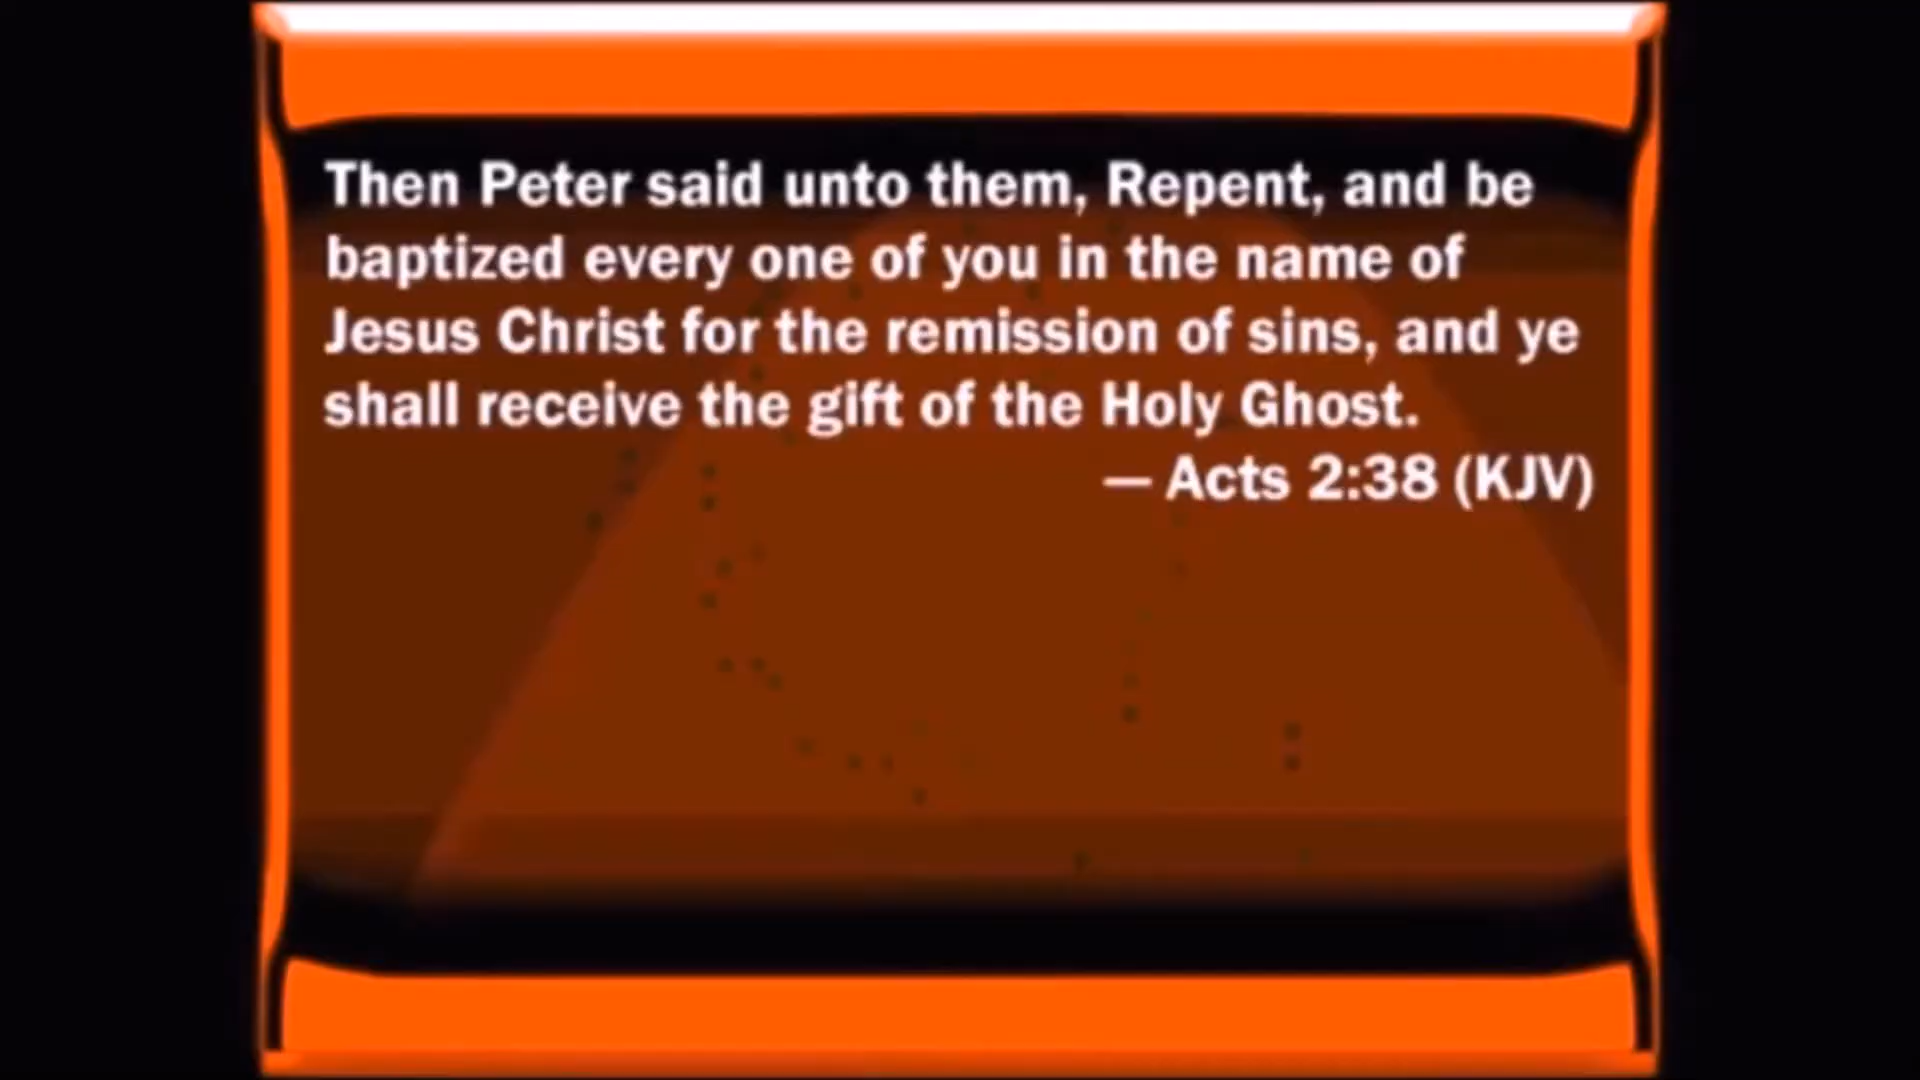 Then Peter said unto them, Repent, and be
baptized every one of you in the name of
Jesus Christ for the remission of sins, and ye
shall receive the gift of the Holy Ghost.
— Acts 2:38 (KJV)